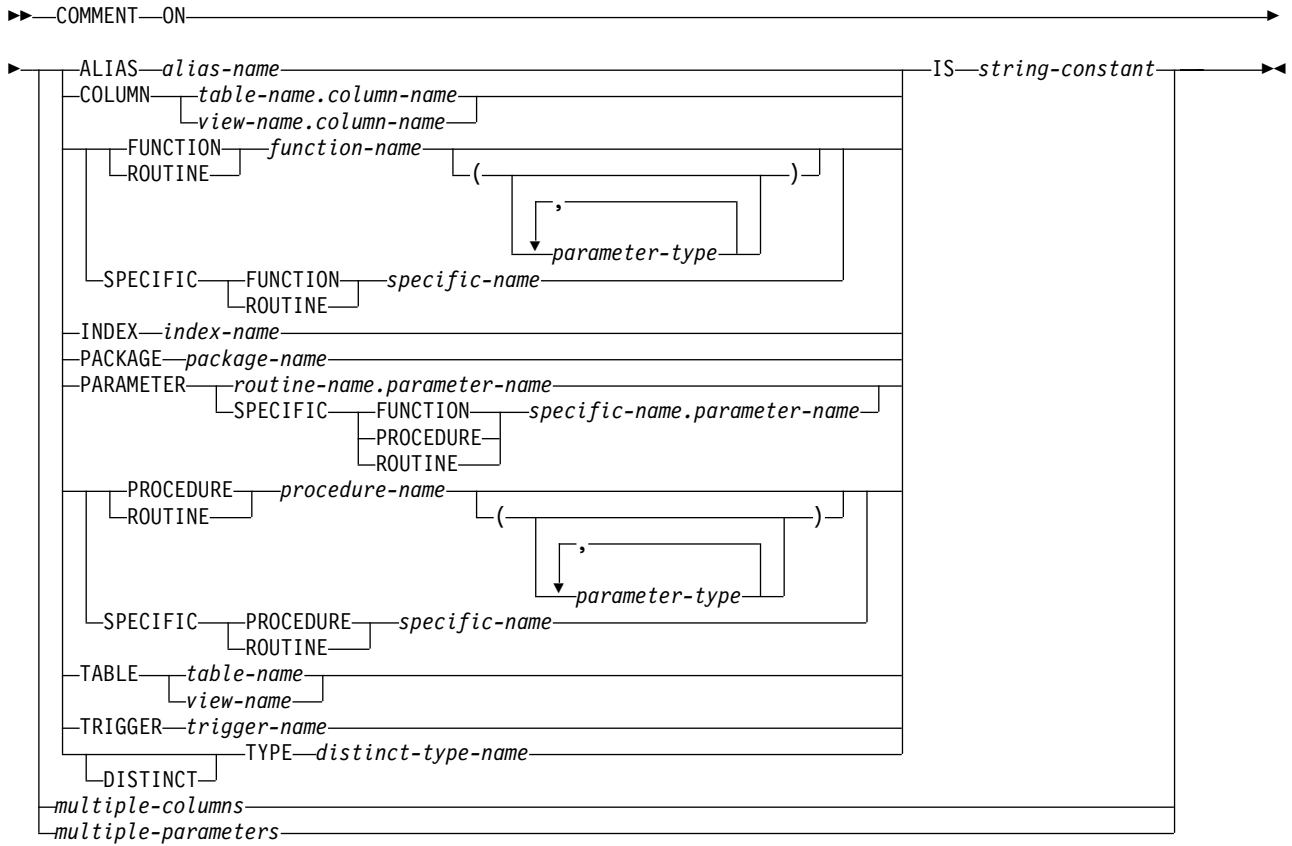 COMMENT ON
ALIAS alias-name IS string-constant
COLUMN table-name.column-name
view-name.column-name
FUNCTION function-name
ROUTINE ( )
,
parameter-type
SPECIFIC FUNCTION specific-name
ROUTINE
INDEX index-name
PACKAGE package-name
PARAMETER routine-name.parameter-name
SPECIFIC FUNCTION specific-name.parameter-name
PROCEDURE
ROUTINE
PROCEDURE procedure-name
ROUTINE ( )
,
parameter-type
SPECIFIC PROCEDURE specific-name
ROUTINE
TABLE table-name
view-name
TRIGGER trigger-name
TYPE distinct-type-name
DISTINCT
multiple-columns
multiple-parameters